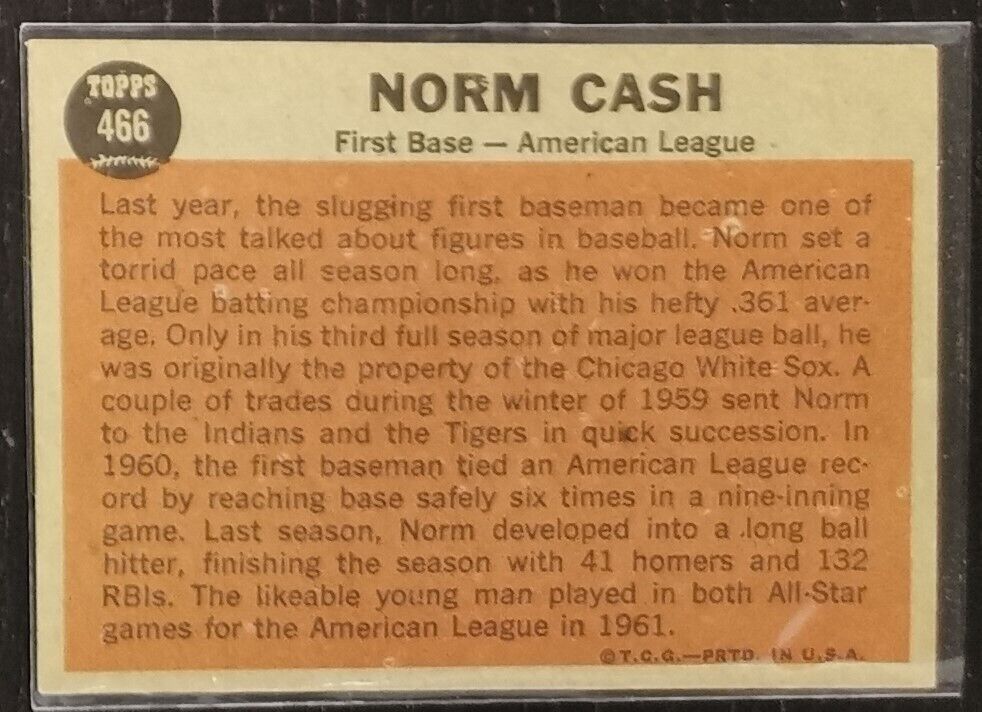 TOPPS
466
NORM CASH
First Base — American League
Last year, the slugging first baseman became one of
the most talked about figures in baseball. Norm set a
torrid pace all season long, as he won the American
League batting championship with his hefty .361 aver-
age. Only in his third full season of major league ball, he
was originally the property of the Chicago White Sox. A
couple of trades during the winter of 1959 sent Norm
to the Indians and the Tigers in quick succession. In
1960, the first baseman tied an American League rec-
ord by reaching base safely six times in a nine-inning
game. Last season, Norm developed into a long ball
hitter, finishing the season with 41 homers and 132
RBIs. The likeable young man played in both All-Star
games for the American League in 1961.
©T.C.G.—PRTD. IN U.S.A.